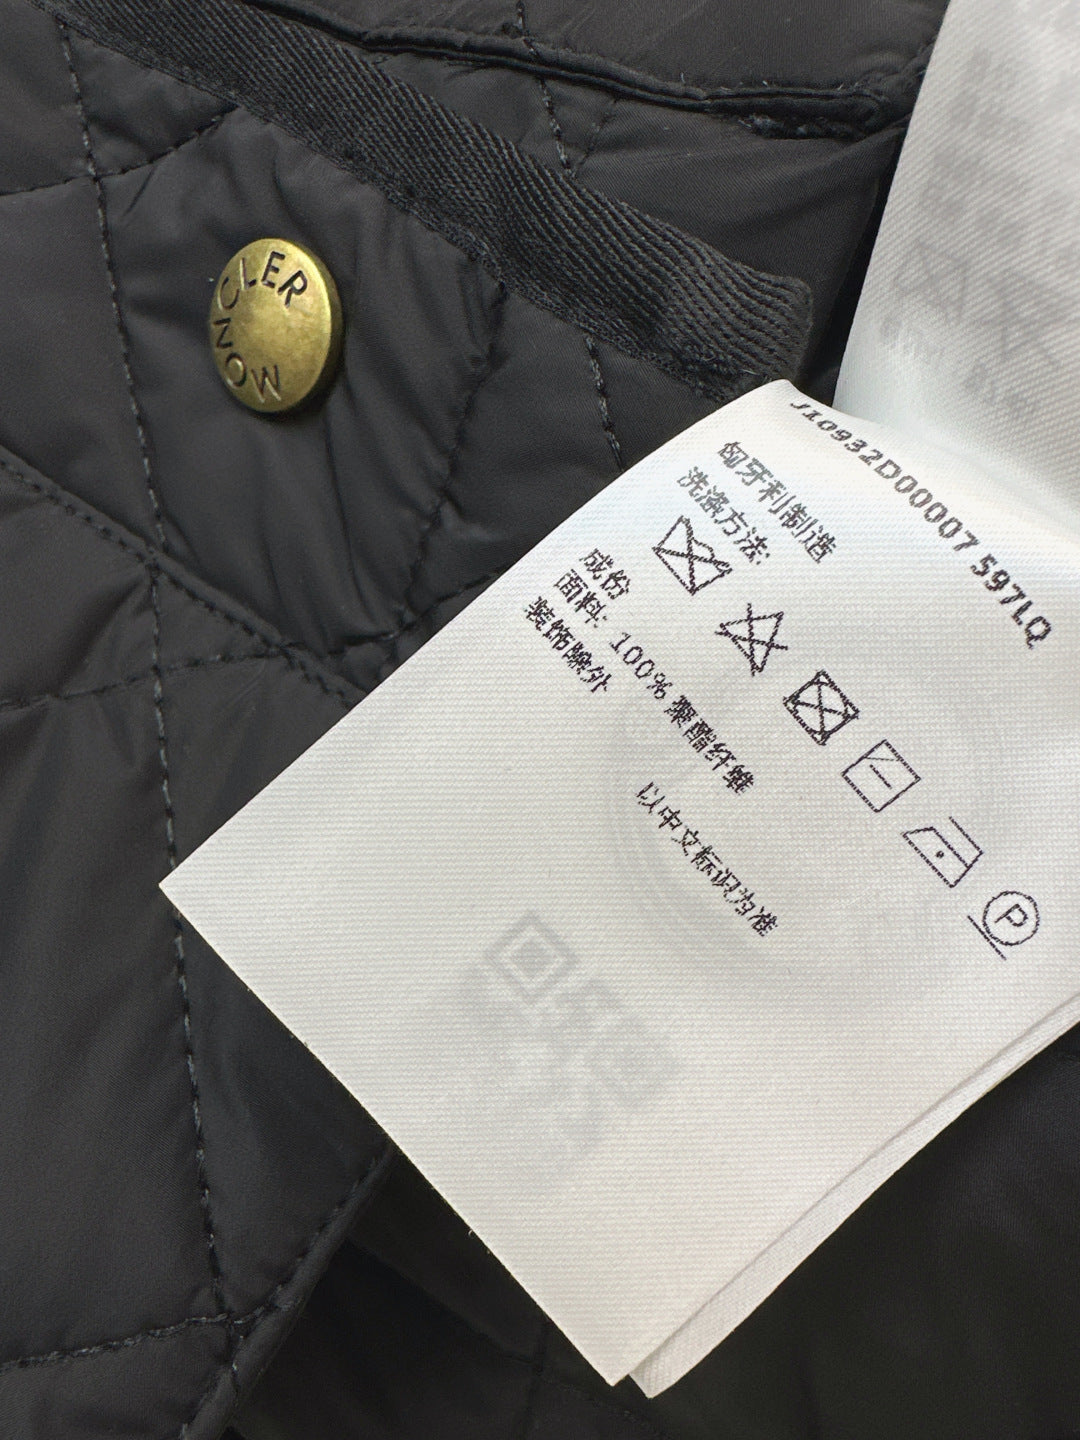 MONCLER
J10932D00007 597LQ
匈牙利制造
洗涤方法:
P
成份
面料: 100% 聚酯纤维
装饰除外
以中文标识为准